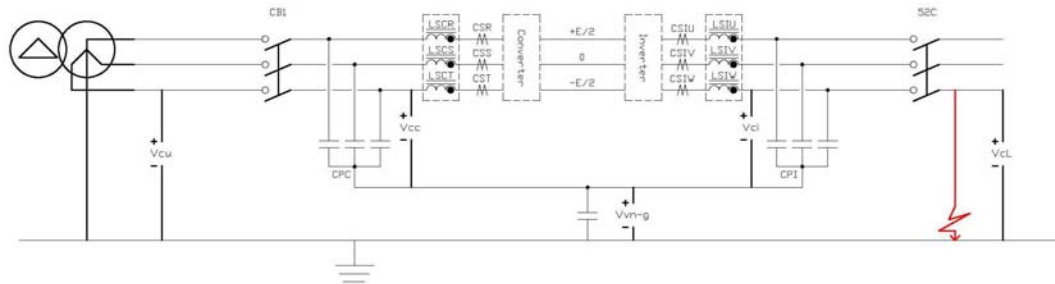 CB1
52C
LSCR
CSR
LSCS
CSS
LSCT
CST
Converter
+E/2
0
-E/2
Inverter
CSIU
LSIU
CSIV
LSIV
CSIW
LSIW
+
Vcu
-
+
Vcc
-
+
Vci
-
+
VcL
-
CPC
CPI
+
Vvn-g
-